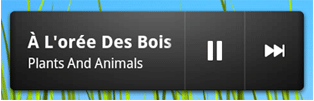 À L'orée Des Bois
Plants And Animals